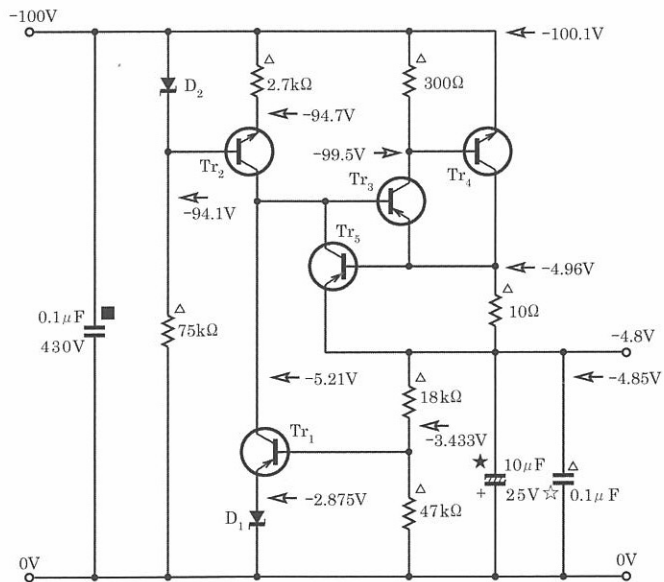 -100V
-100.1V
D2
2.7kΩ
300Ω
-94.7V
-99.5V
Tr2
Tr3
Tr4
-94.1V
Tr5
-4.96V
0.1μF
430V
75kΩ
10Ω
-4.8V
-5.21V
-4.85V
18kΩ
-3.433V
Tr1
10μF
25V
0.1μF
-2.875V
D1
47kΩ
+
0V
0V